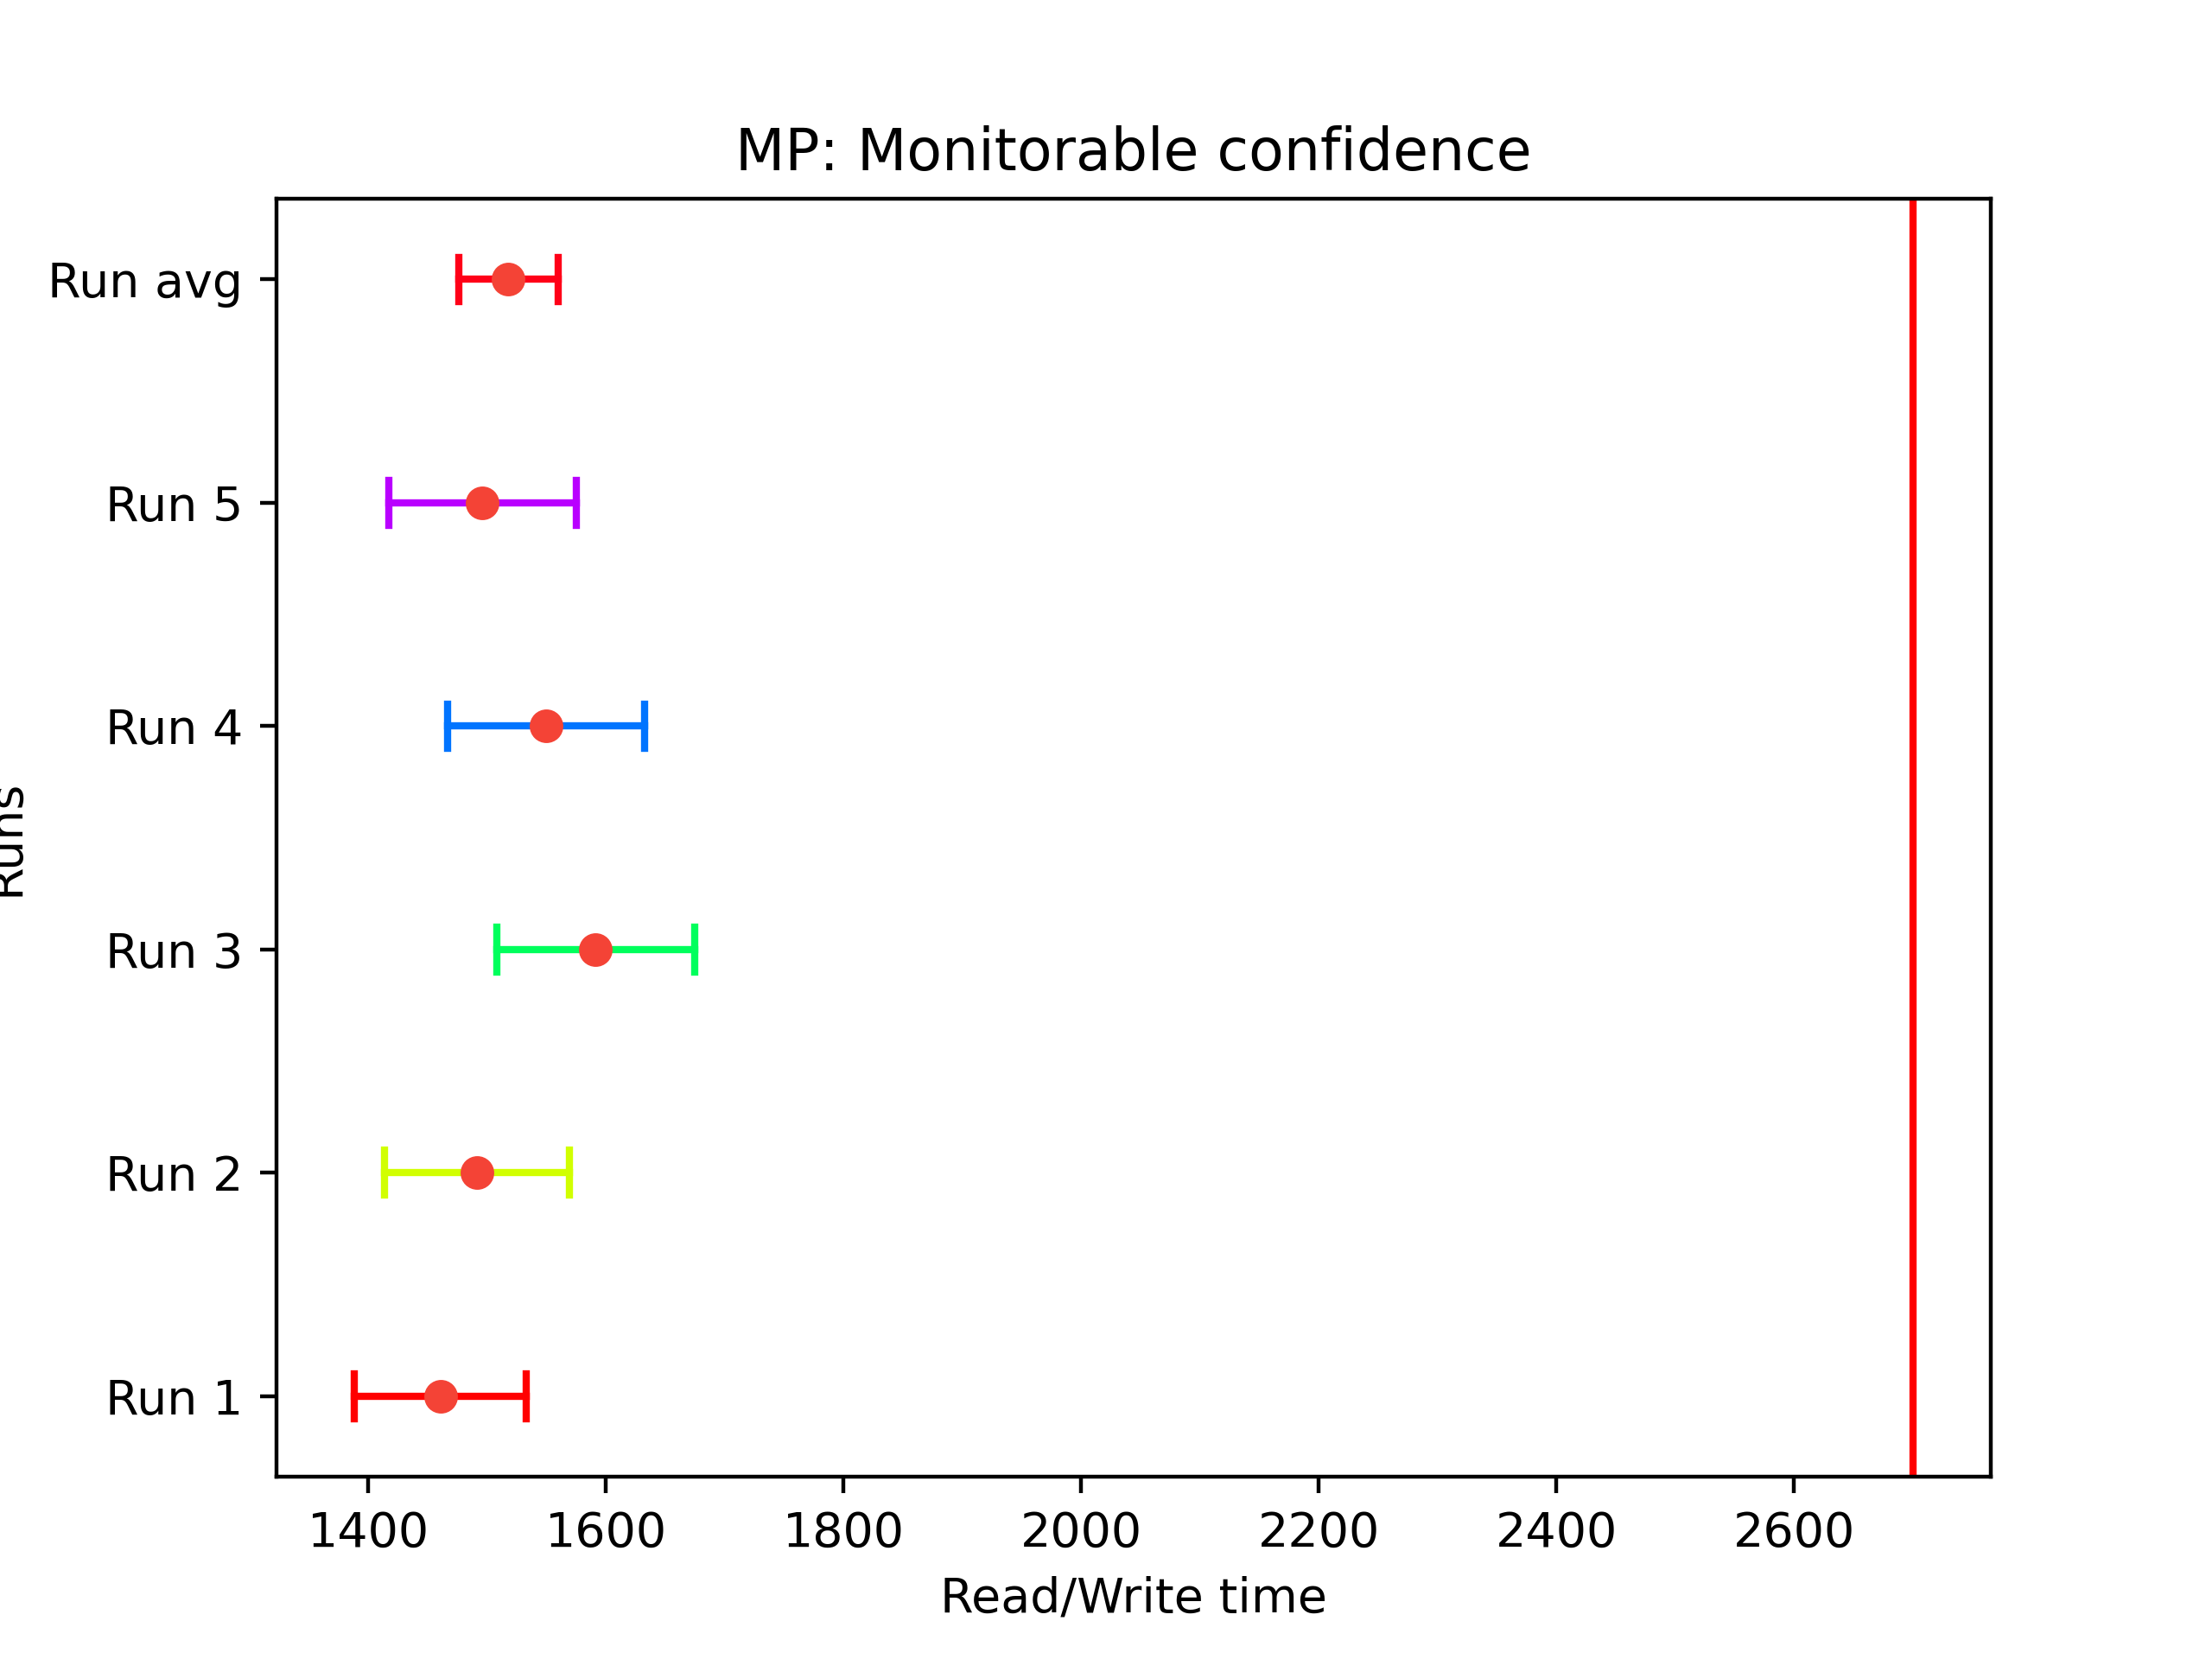 MP: Monitorable confidence
Run avg
Run 5
Run 4
Runs
Run 3
Run 2
Run 1
1400 1600 1800 2000 2200 2400 2600
Read/Write time